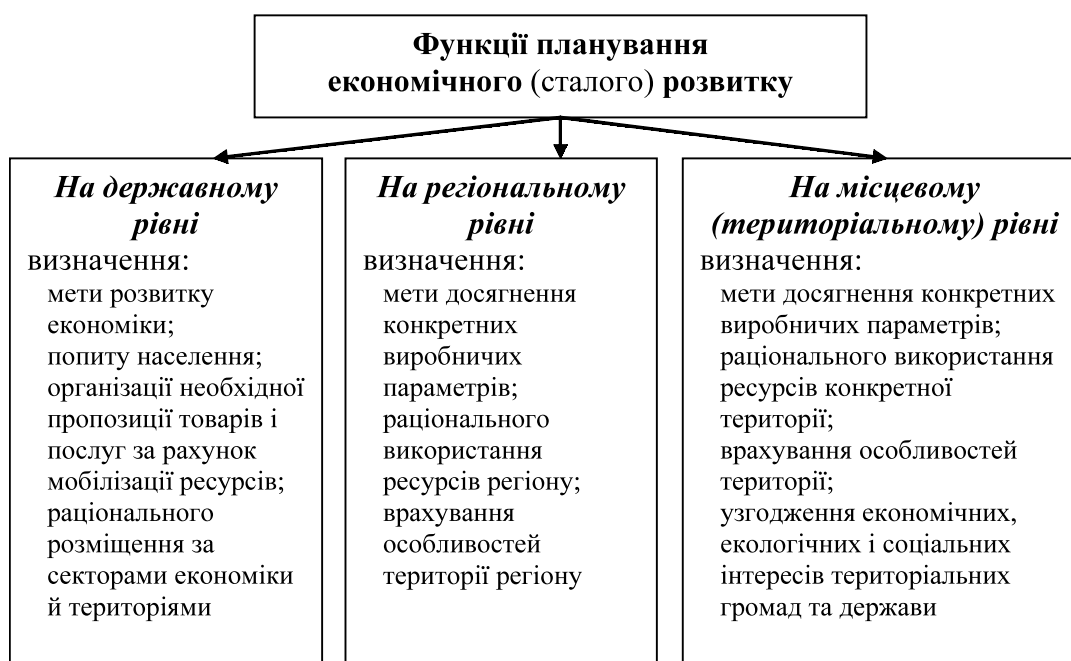 Функції планування
економічного (сталого) розвитку
На державному
рівні
визначення:
мети розвитку
економіки;
попиту населення;
організації необхідної
пропозиції товарів і
послуг за рахунок
мобілізації ресурсів;
раціонального
розміщення за
секторами економіки
й територіями
На регіональному
рівні
визначення:
мети досягнення
конкретних
виробничих
параметрів;
раціонального
використання
ресурсів регіону;
врахування
особливостей
території регіону
На місцевому
(територіальному) рівні
визначення:
мети досягнення конкретних
виробничих параметрів;
раціонального використання
ресурсів конкретної
території;
врахування особливостей
території;
узгодження економічних,
екологічних і соціальних
інтересів територіальних
громад та держави